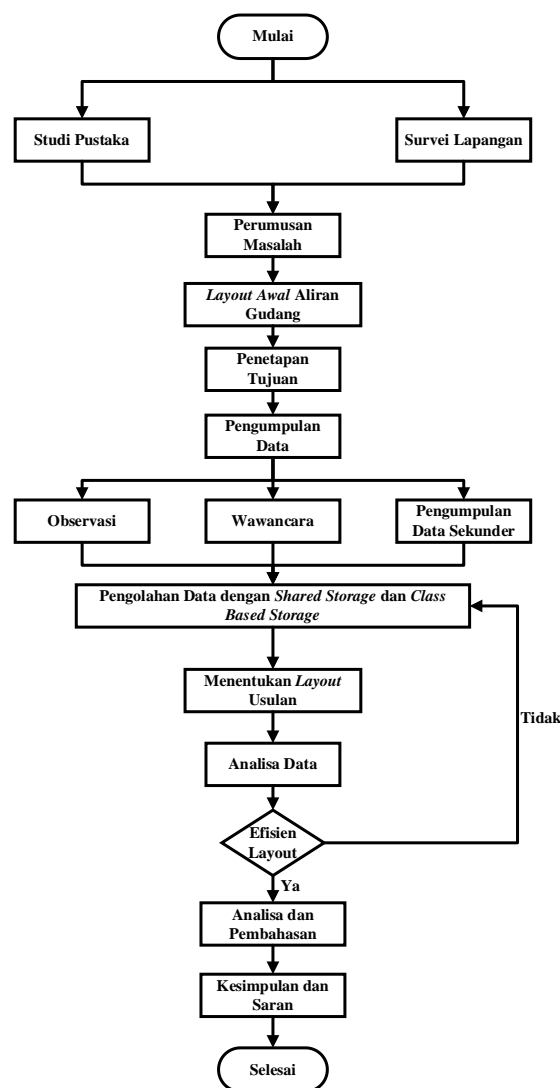 Mulai
Studi Pustaka
Survei Lapangan
Perumusan
Masalah
Layout Awal Aliran
Gudang
Penetapan
Tujuan
Pengumpulan
Data
Observasi
Wawancara
Pengumpulan
Data Sekunder
Pengolahan Data dengan Shared Storage dan Class
Based Storage
Menentukan Layout
Usulan
Tidak
Analisa Data
Efisien
Layout
Ya
Analisa dan
Pembahasan
Kesimpulan dan
Saran
Selesai